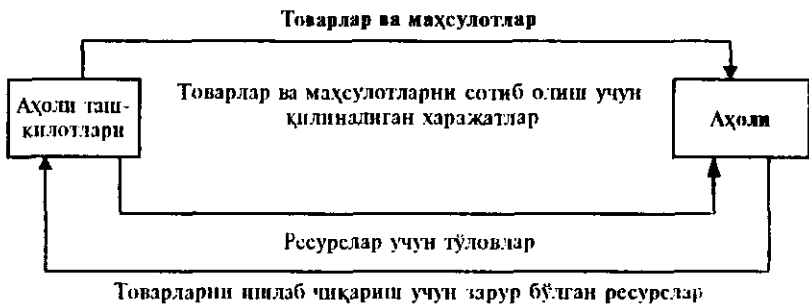 Товарлар ва маҳсулотлар
Аҳоли таш-
килотлари
Товарлар ва маҳсулотларни сотиб олиш учун
қилинадиган харажатлар
Аҳоли
Ресурслар учун тўловлар
Товарларни ишлаб чиқариш учун зарур бўлган ресурслар